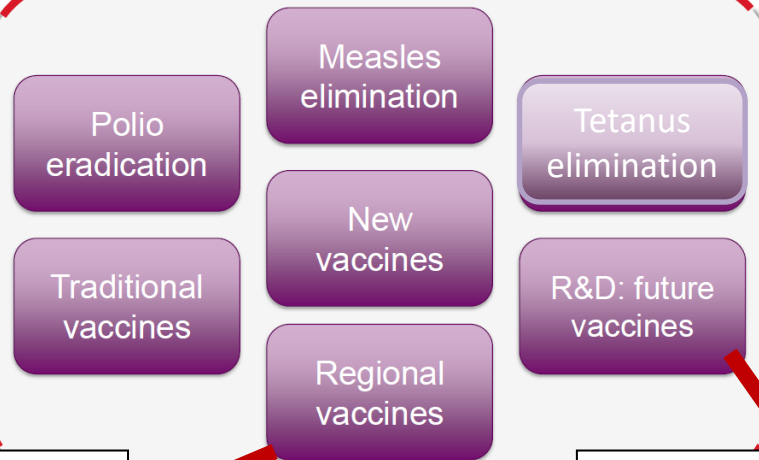 Measles
elimination
Polio
eradication
Tetanus
elimination
New
vaccines
Traditional
vaccines
R&D: future
vaccines
Regional
vaccines